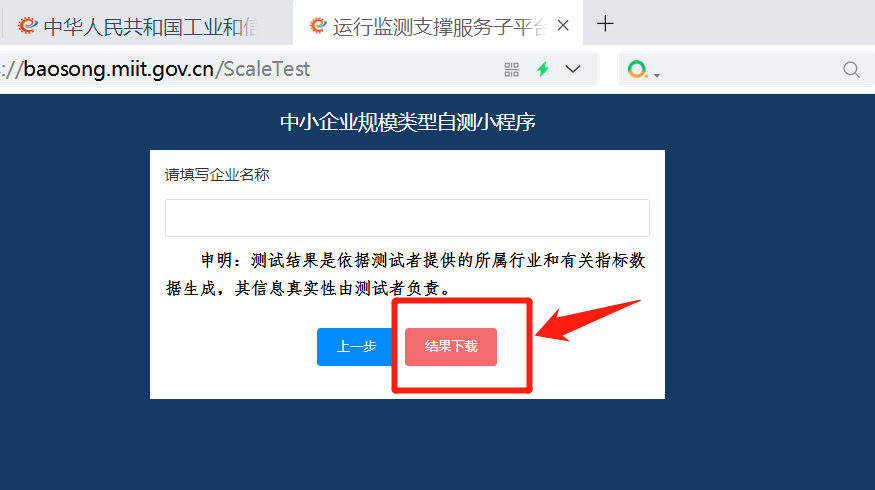 中华人民共和国工业和信
运行监测支撑服务子平台
://baosong.miit.gov.cn/ScaleTest
中小企业规模类型自测小程序
请填写企业名称
申明：测试结果是依据测试者提供的所属行业和有关指标数
据生成，其信息真实性由测试者负责。
上一步
结果下载